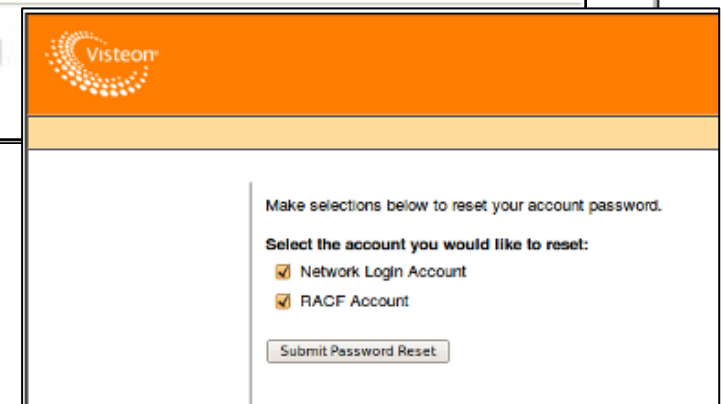 Visteon
Make selections below to reset your account password.
Select the account you would like to reset:
Network Login Account
RACF Account
Submit Password Reset